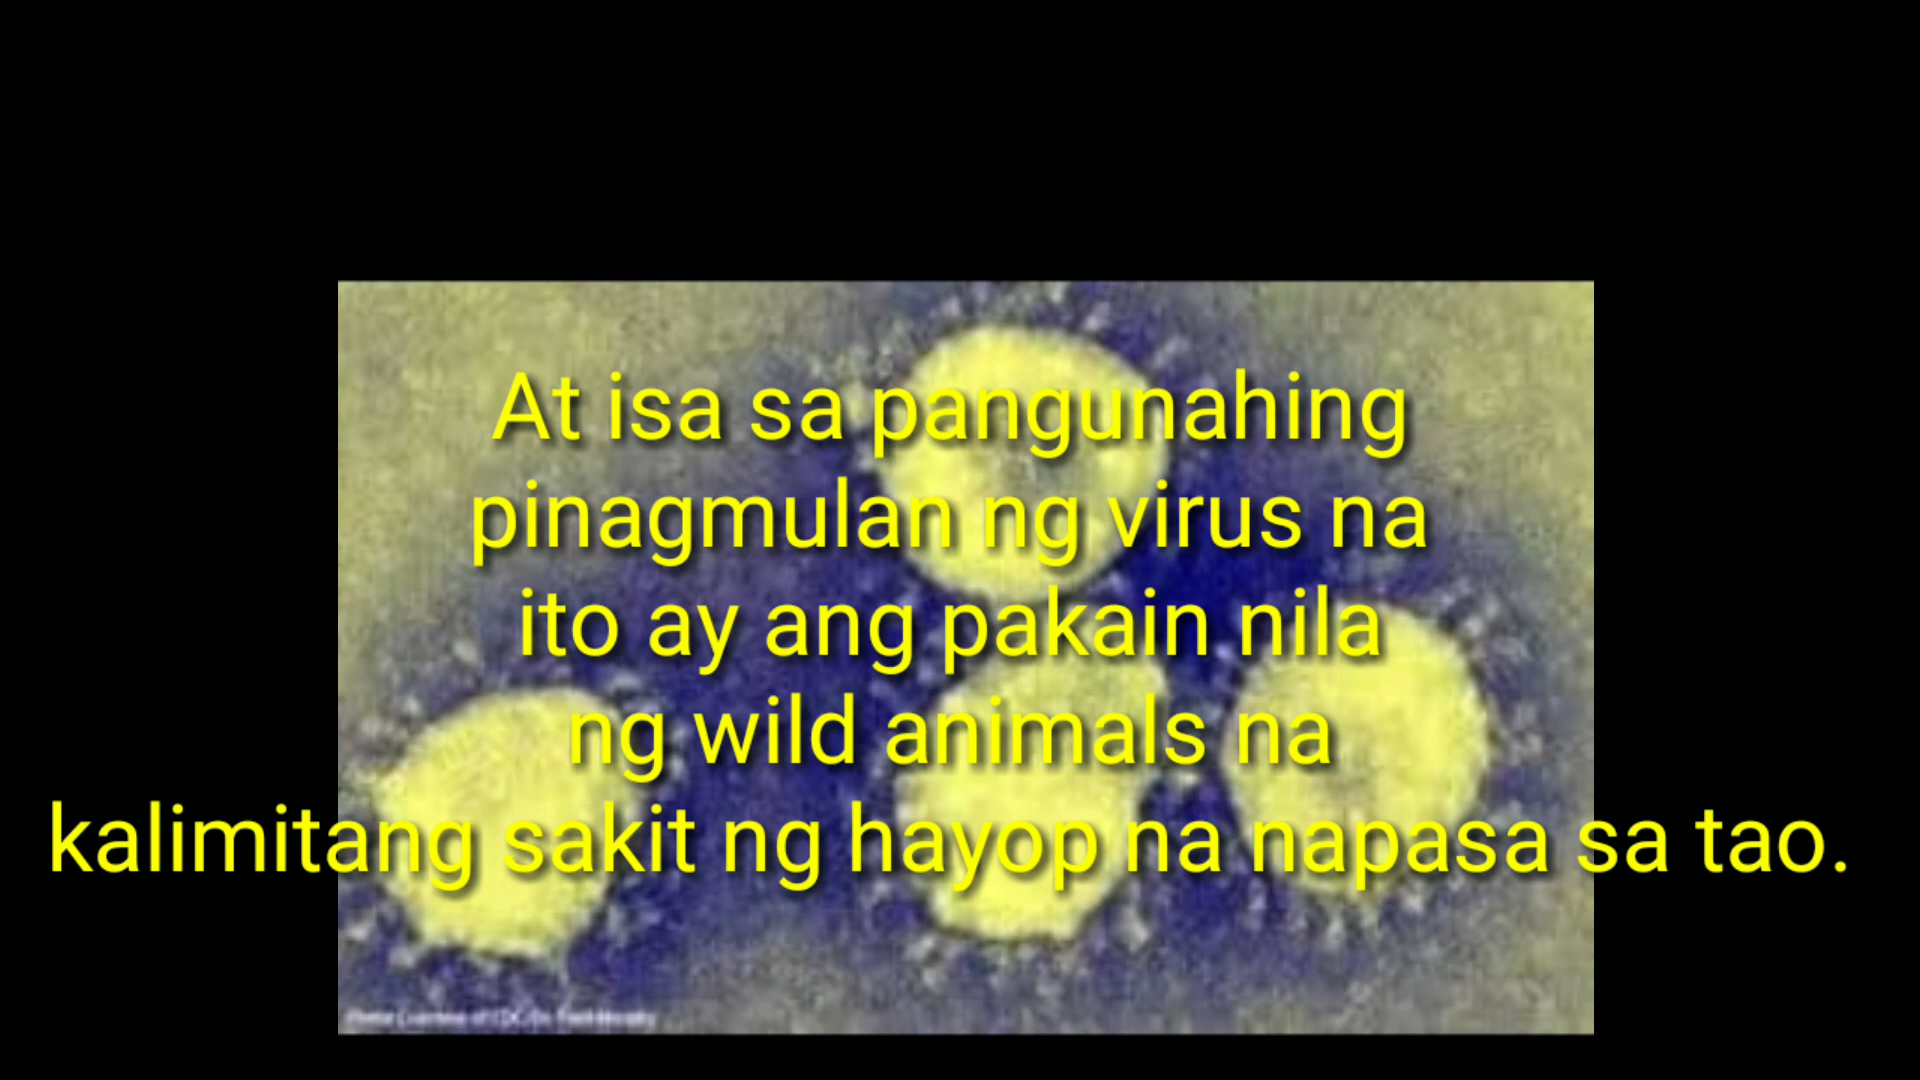 At isa sa pangunahing
pinagmulan ng virus na
ito ay ang pakain nila
ng wild animals na
kalimitang sakit ng hayop na napasa sa tao.